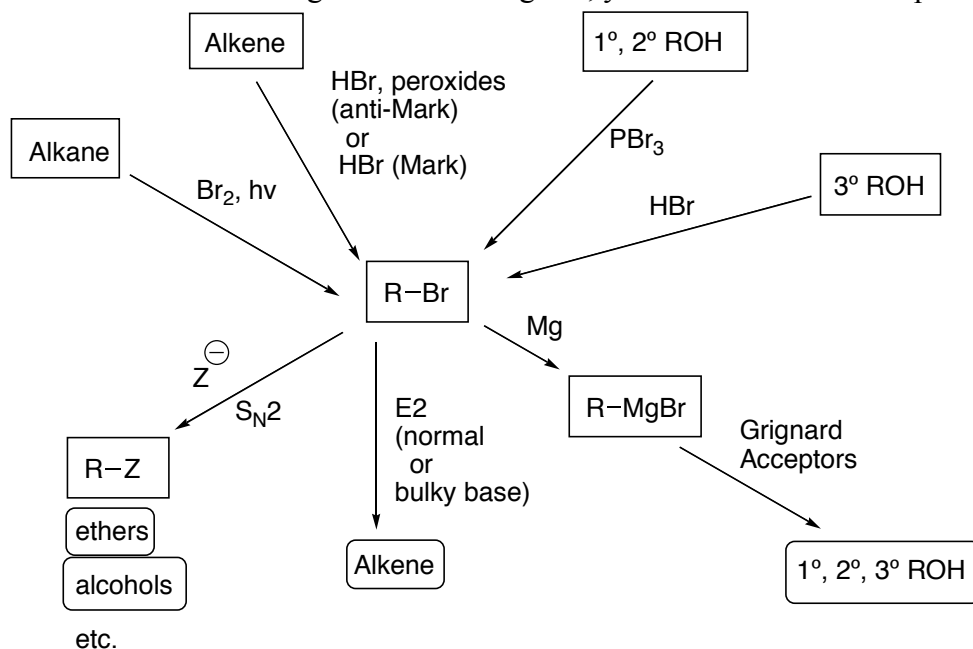 Alkene
1º, 2º ROH
HBr, peroxides
(anti-Mark)
or
HBr (Mark)
PBr3
Alkane
3º ROH
Br2, hv
HBr
R–Br
Mg
Z
SN2
E2
(normal
or
bulky base)
R–MgBr
Grignard
Acceptors
R–Z
ethers
alcohols
etc.
Alkene
1º, 2º, 3º ROH